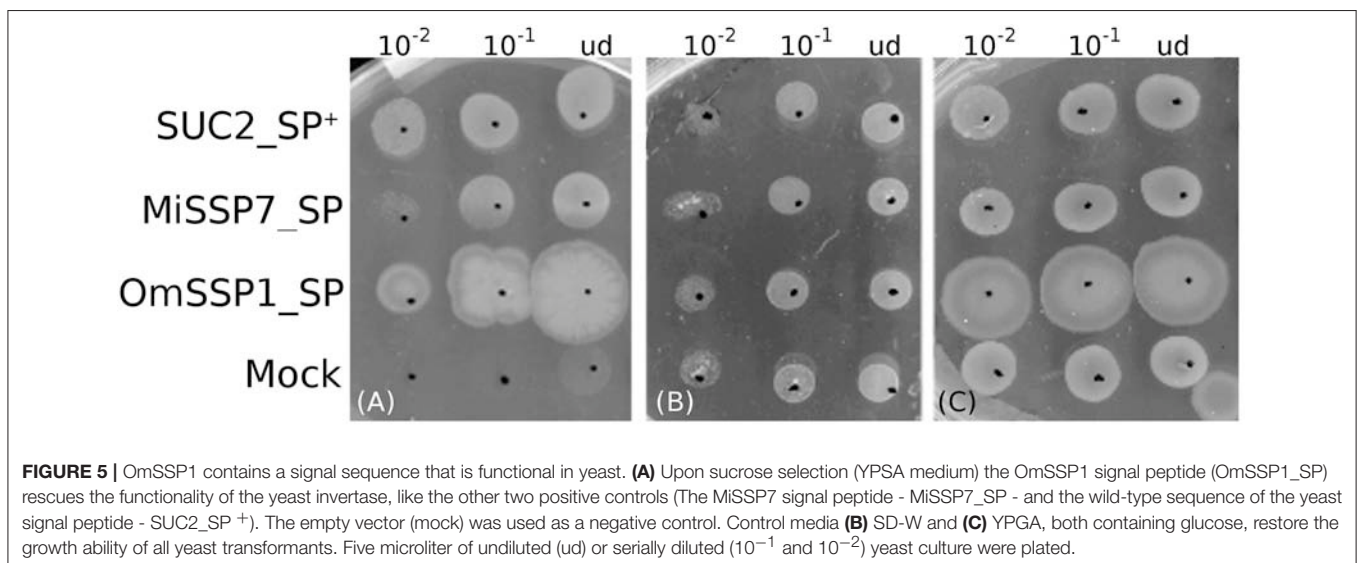 10-2 10-1 ud 10-2 10-1 ud 10-2 10-1 ud
SUC2_SP+
MiSSP7_SP
OmSSP1_SP
Mock
(A) (B) (C)
FIGURE 5 | OmSSP1 contains a signal sequence that is functional in yeast. (A) Upon sucrose selection (YPSA medium) the OmSSP1 signal peptide (OmSSP1_SP)
rescues the functionality of the yeast invertase, like the other two positive controls (The MiSSP7 signal peptide - MiSSP7_SP - and the wild-type sequence of the yeast
signal peptide - SUC2_SP +). The empty vector (mock) was used as a negative control. Control media (B) SD-W and (C) YPGA, both containing glucose, restore the
growth ability of all yeast transformants. Five microliter of undiluted (ud) or serially diluted (10−1 and 10−2) yeast culture were plated.